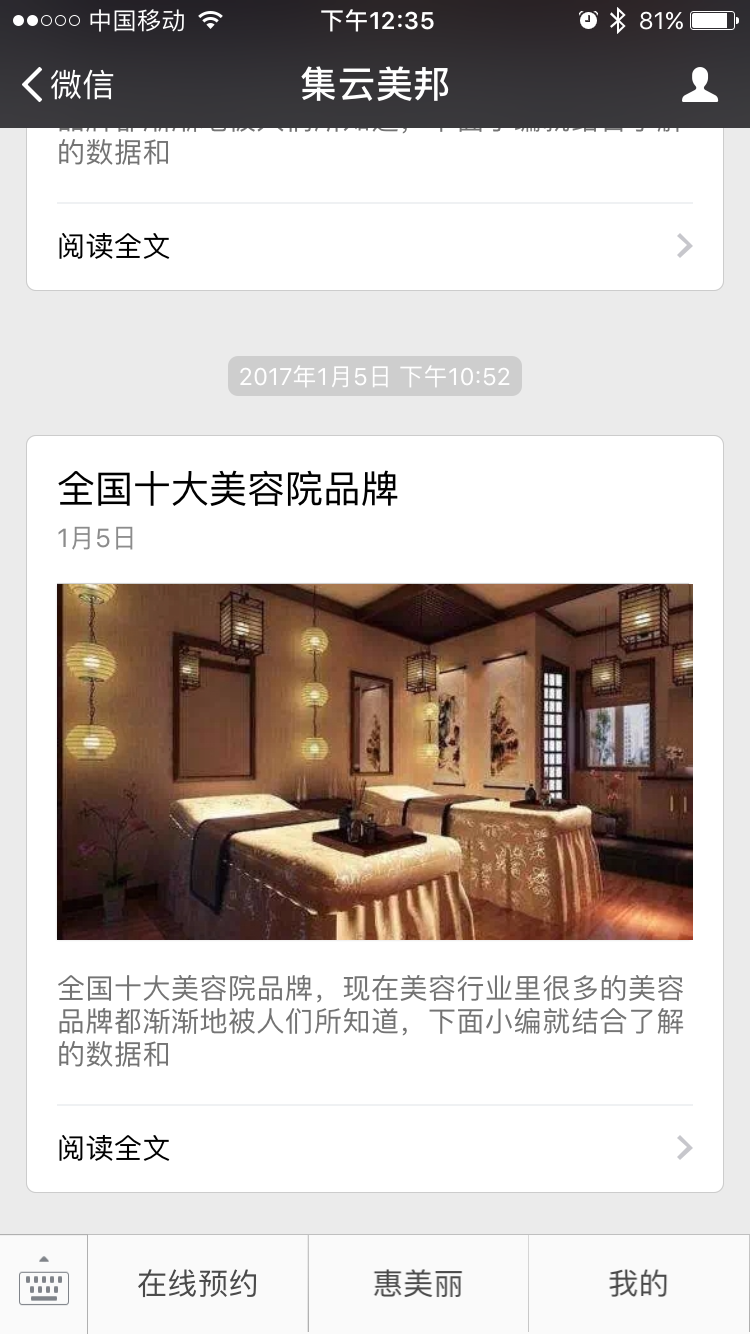 中国移动
下午12:35
81%
微信
集云美邦
的数据和
阅读全文
2017年1月5日 下午10:52
全国十大美容院品牌
1月5日
全国十大美容院品牌，现在美容行业里很多的美容
品牌都渐渐地被人们所知道，下面小编就结合了解
的数据和
阅读全文
在线预约
惠美丽
我的